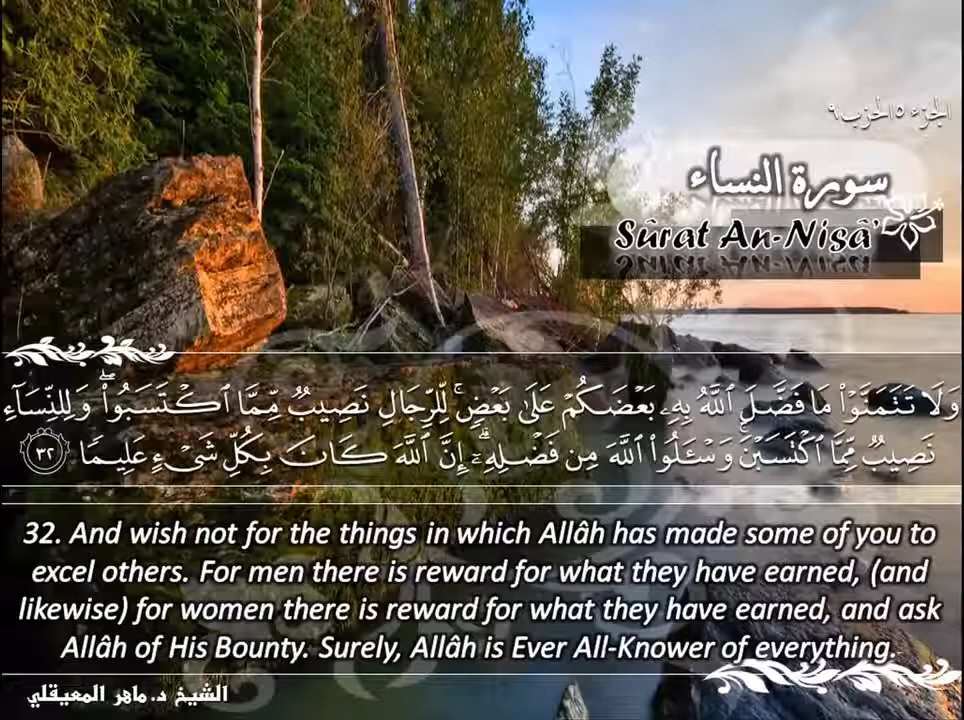 الجزء ٥ الحزب ٩
سورة النساء
Sûrat An-Nisâ'
وَلَا تَتَمَنَّوْا۟ مَا فَضَّلَ ٱللَّهُ بِهِۦ بَعْضَكُمْ عَلَىٰ بَعْضٍۢ ۚ لِّلرِّجَالِ نَصِيبٌۭ مِّمَّا ٱكْتَسَبُوا۟ ۖ وَلِلنِّسَآءِ
نَصِيبٌۭ مِّمَّا ٱكْتَسَبْنَ ۚ وَسْـَٔلُوا۟ ٱللَّهَ مِن فَضْلِهِۦٓ ۗ إِنَّ ٱللَّهَ كَانَ بِكُلِّ شَىْءٍ عَلِيمًۭا ٣٢
32. And wish not for the things in which Allâh has made some of you to
excel others. For men there is reward for what they have earned, (and
likewise) for women there is reward for what they have earned, and ask
Allâh of His Bounty. Surely, Allâh is Ever All-Knower of everything.
الشيخ د. ماهر المعيقلي